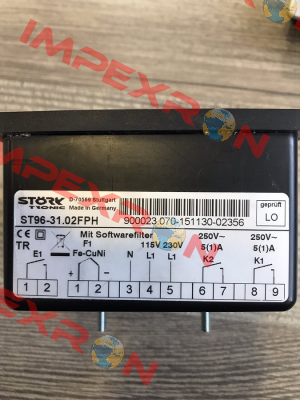 IMPEXRON
STÖRK
TRONIC
D-70569 Stuttgart
Made in Germany
geprüft
LO
ST96-31.02FPH
900023.070-151130-02356
CE
TR
E1
Mit Softwarefilter
F1
Fe-CuNi
115V 230V
N L1 L1
250V~
5(1)A
K2
250V~
5(1)A
K1
1 2 1 2 3 4 5 6 7 8 9
IMPEXRON